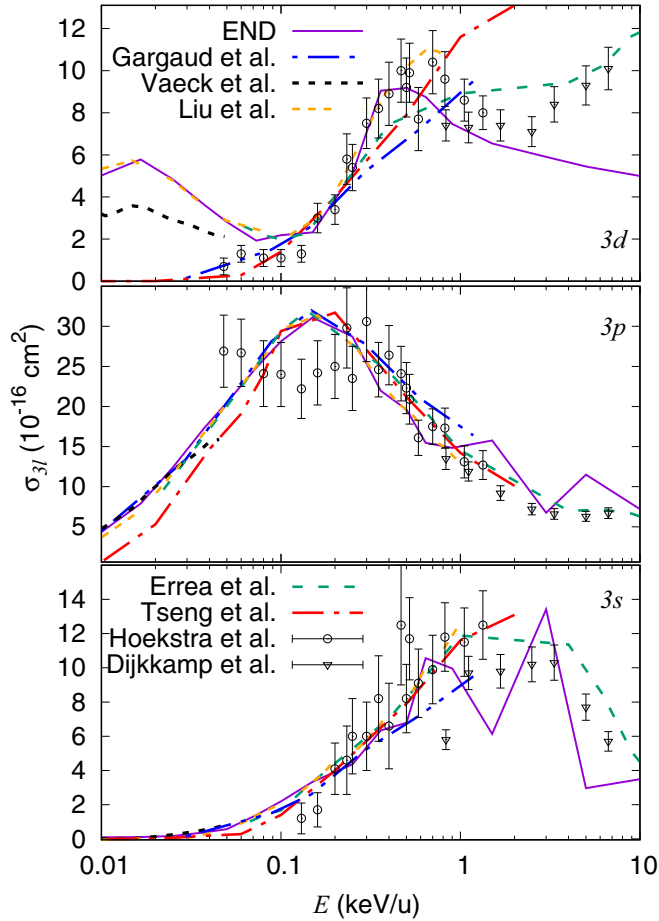 12
10
8
6
4
2
0
END
Gargaud et al.
Vaeck et al.
Liu et al.
3d
30
25
20
15
10
5
3p
σ3l (10⁻¹⁶ cm²)
14
12
10
8
6
4
2
0
Errea et al.
Tseng et al.
Hoekstra et al.
Dijkkamp et al.
3s
0.01 0.1 1 10
E (keV/u)